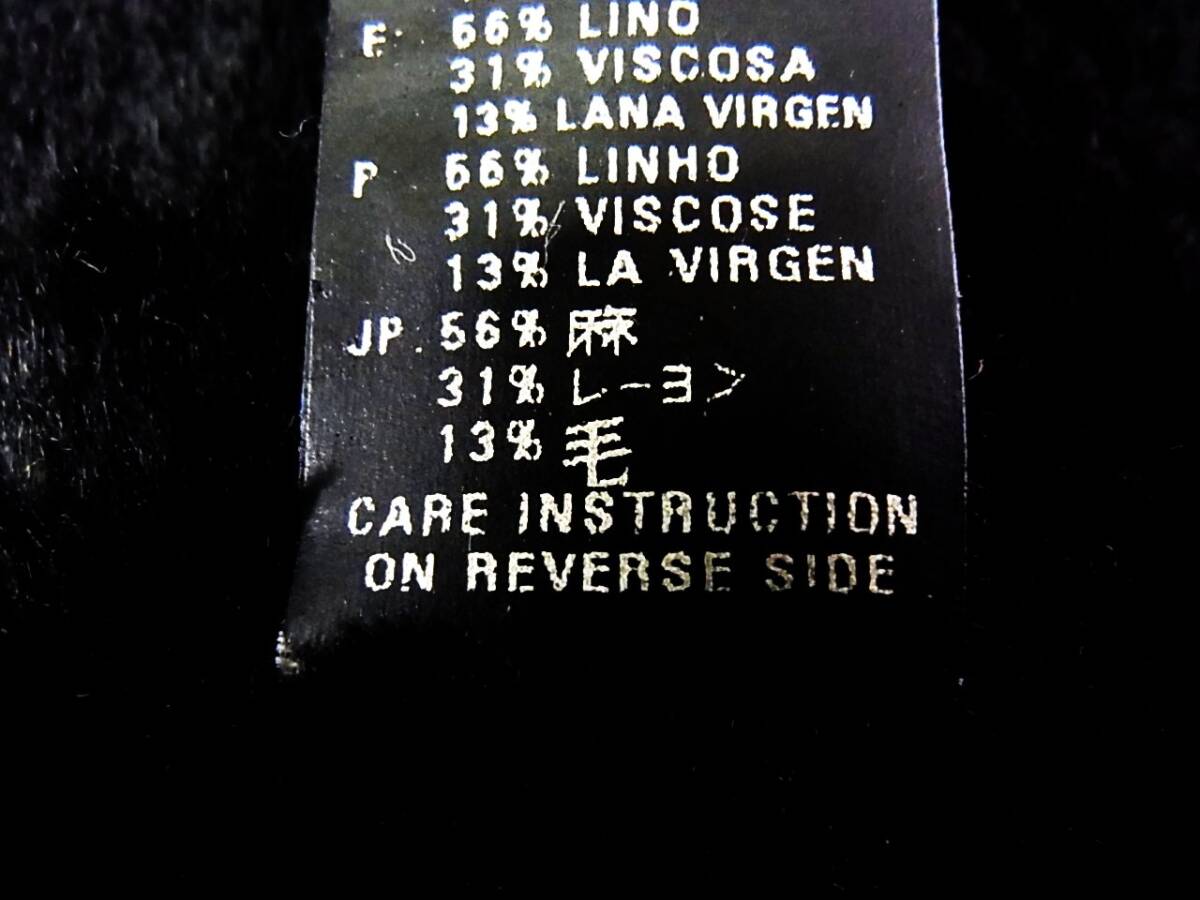 E: 56% LINO
31% VISCOSA
13% LANA VIRGEN
P 56% LINHO
31% VISCOSE
13% LA VIRGEN
JP: 56% 麻
31% レーヨン
13% 毛
CARE INSTRUCTION
ON REVERSE SIDE